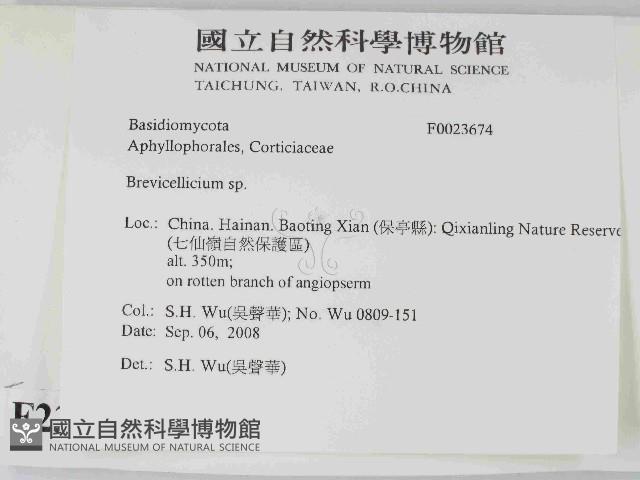 國立自然科學博物館
NATIONAL MUSEUM OF NATURAL SCIENCE
TAICHUNG, TAIWAN, R.O.CHINA
Basidiomycota F0023674
Aphyllophorales, Corticiaceae
Brevicellicium sp.
Loc.: China. Hainan. Baoting Xian (保亭縣): Qixianling Nature Reserve
(七仙嶺自然保護區)
alt. 350m;
on rotten branch of angiopserm
Col.: S.H. Wu(吳聲華); No. Wu 0809-151
Date: Sep. 06, 2008
Det.: S.H. Wu(吳聲華)
國立自然科學博物館
NATIONAL MUSEUM OF NATURAL SCIENCE